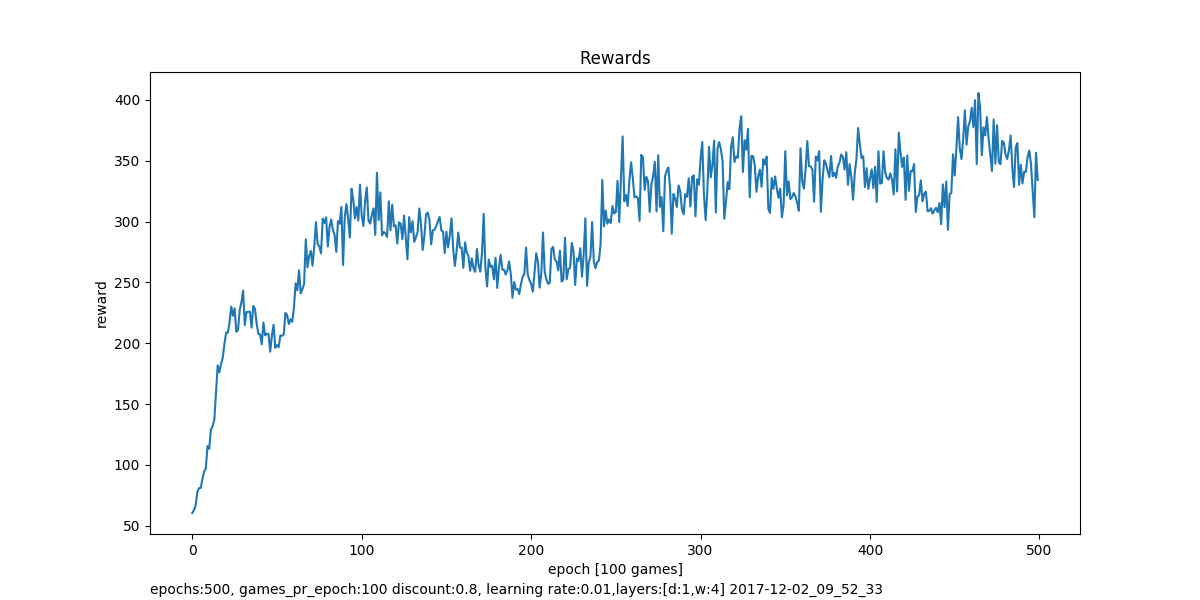 Rewards
400
350
300
250
200
150
100
50
reward
0 100 200 300 400 500
epoch [100 games]
epochs:500, games_pr_epoch:100 discount:0.8, learning rate:0.01,layers:[d:1,w:4] 2017-12-02_09_52_33